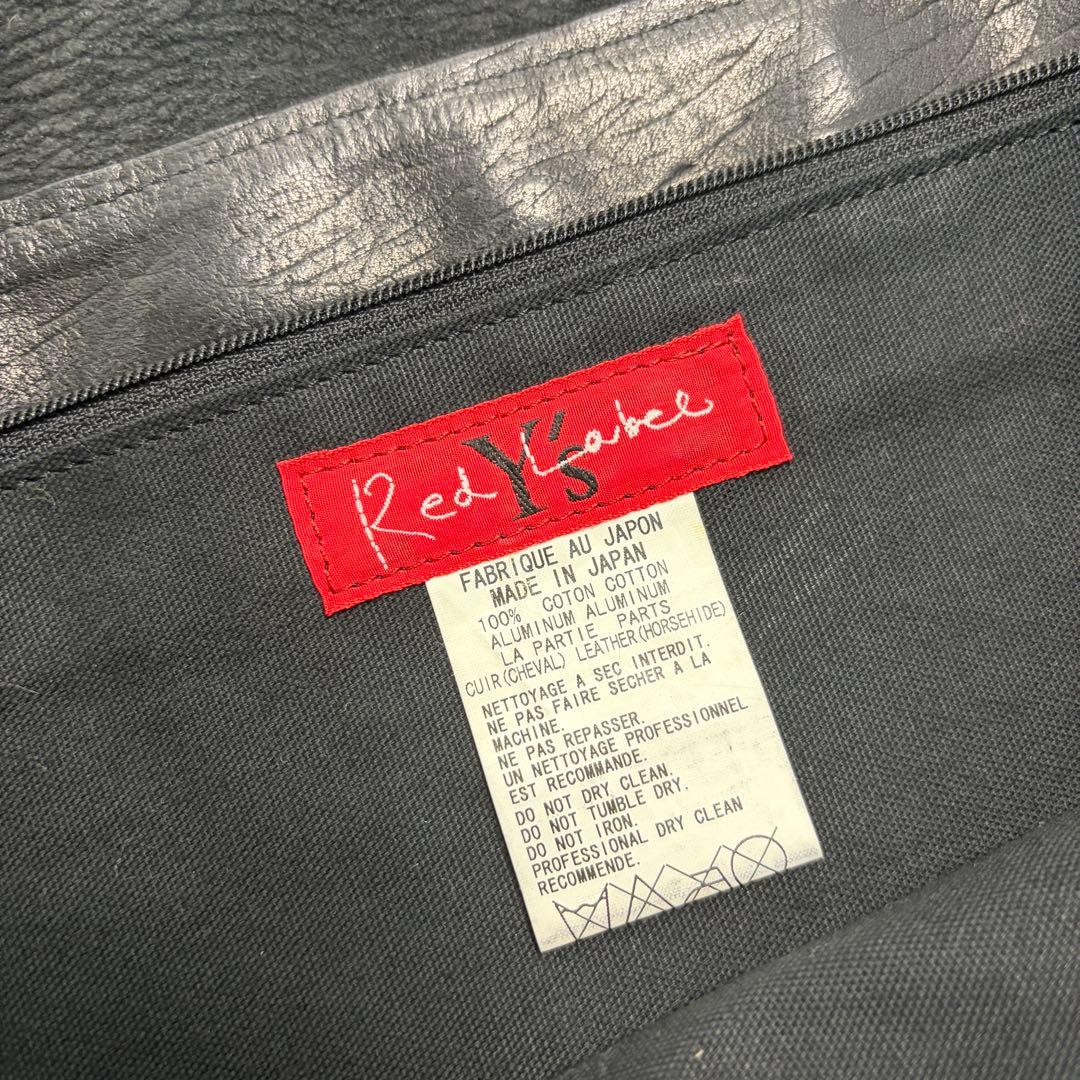 Red Y's Label
FABRIQUE AU JAPON
MADE IN JAPAN
100% COTON COTTON
ALUMINUM ALUMINUM
LA PARTIE PARTS
CUIR(CHEVAL) LEATHER(HORSEHIDE)
NETTOYAGE A SEC INTERDIT.
NE PAS FAIRE SECHER A LA
MACHINE.
NE PAS REPASSER.
UN NETTOYAGE PROFESSIONNEL
EST RECOMMANDE.
DO NOT DRY CLEAN.
DO NOT TUMBLE DRY.
DO NOT IRON.
PROFESSIONAL DRY CLEAN
RECOMMENDE.